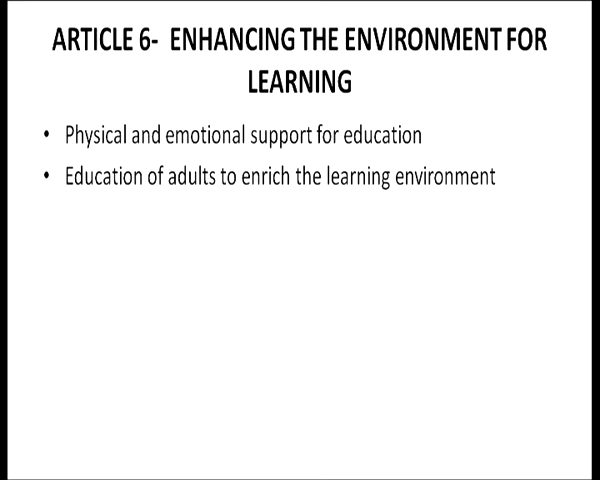 ARTICLE 6- ENHANCING THE ENVIRONMENT FOR
LEARNING
• Physical and emotional support for education
• Education of adults to enrich the learning environment